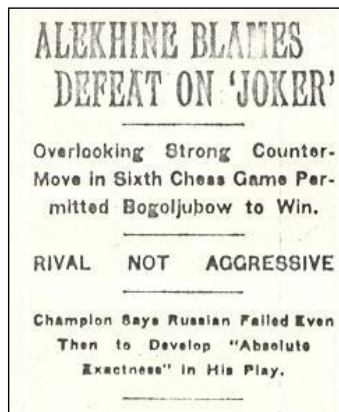 ALEKHINE BLAMES
DEFEAT ON 'JOKER'
Overlooking Strong Counter-
Move in Sixth Chess Game Per-
mitted Bogoljubow to Win.
RIVAL NOT AGGRESSIVE
Champion Says Russian Failed Even
Then to Develop "Absolute
Exactness" in His Play.